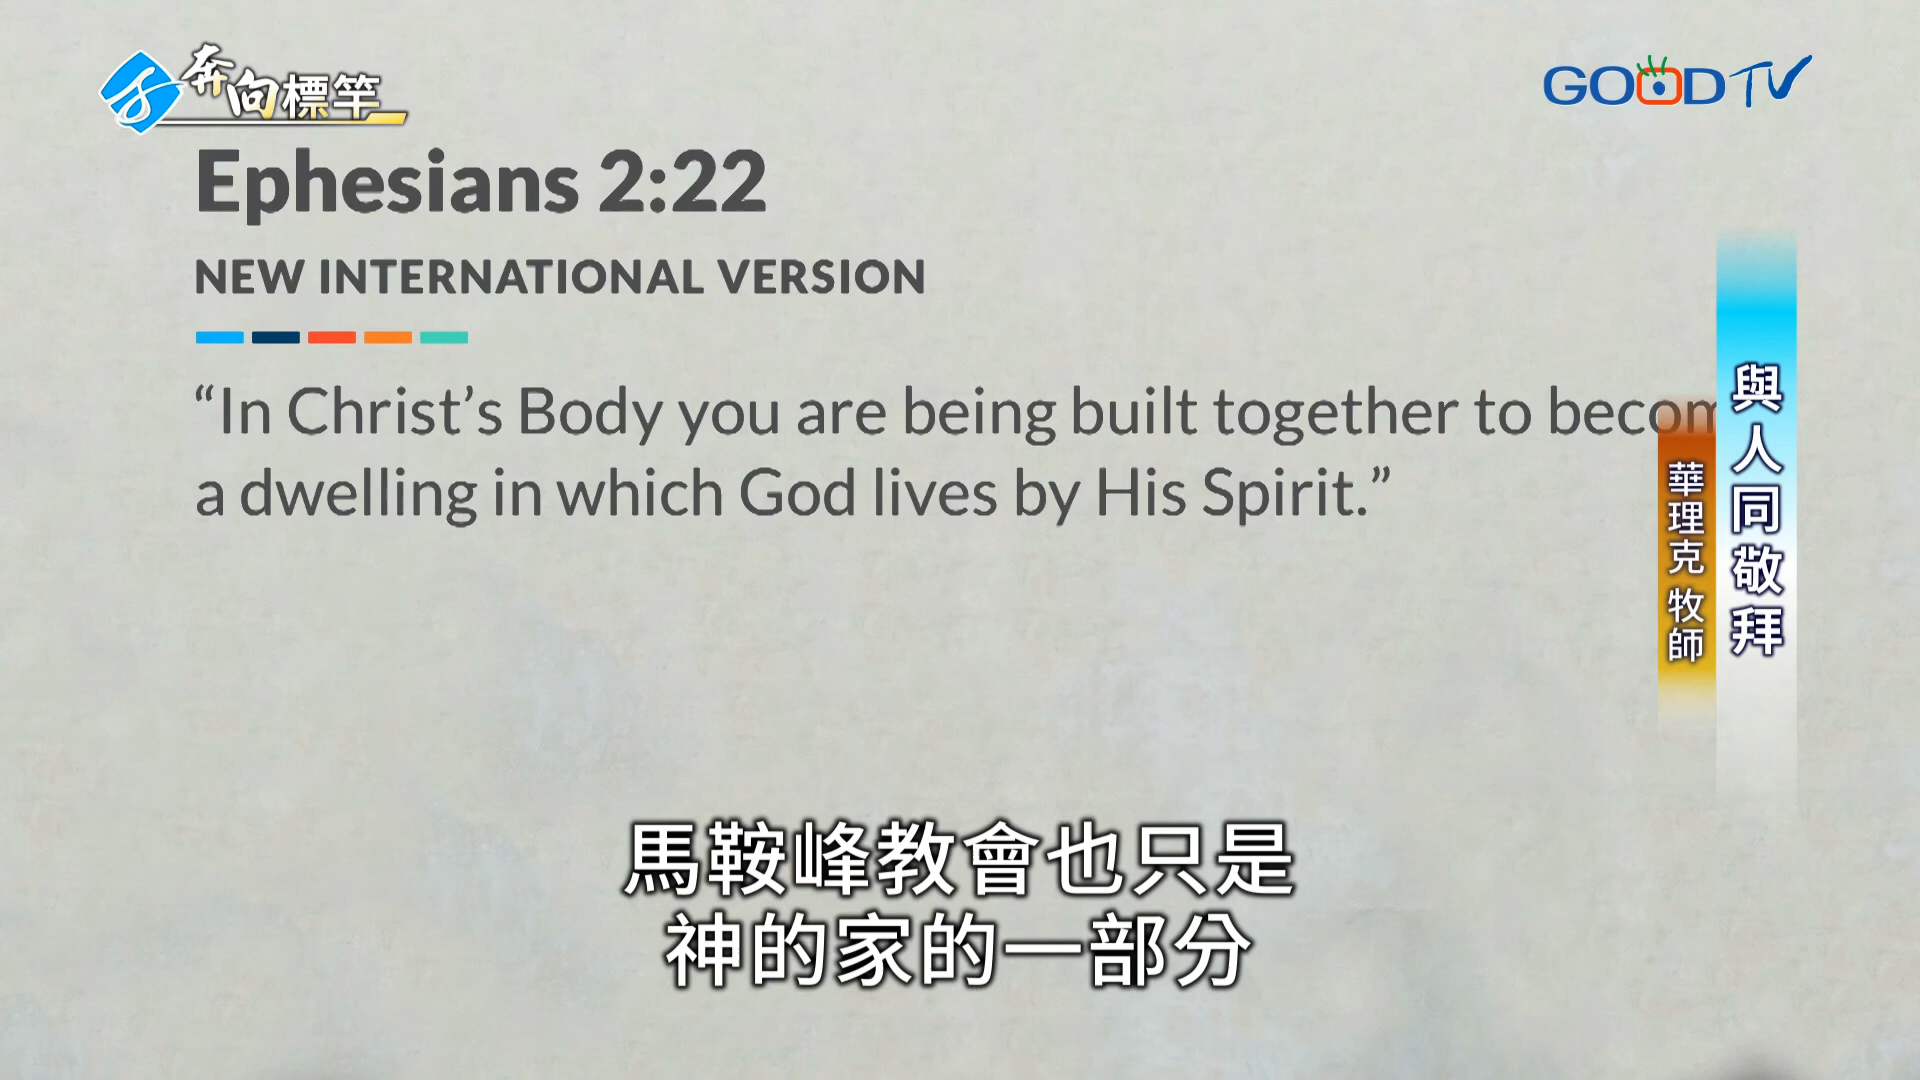 奔向標竿
GOODTV
Ephesians 2:22
NEW INTERNATIONAL VERSION
“In Christ’s Body you are being built together to becom
a dwelling in which God lives by His Spirit.”
與人同敬拜
華理克 牧師
馬鞍峰教會也只是
神的家的一部分